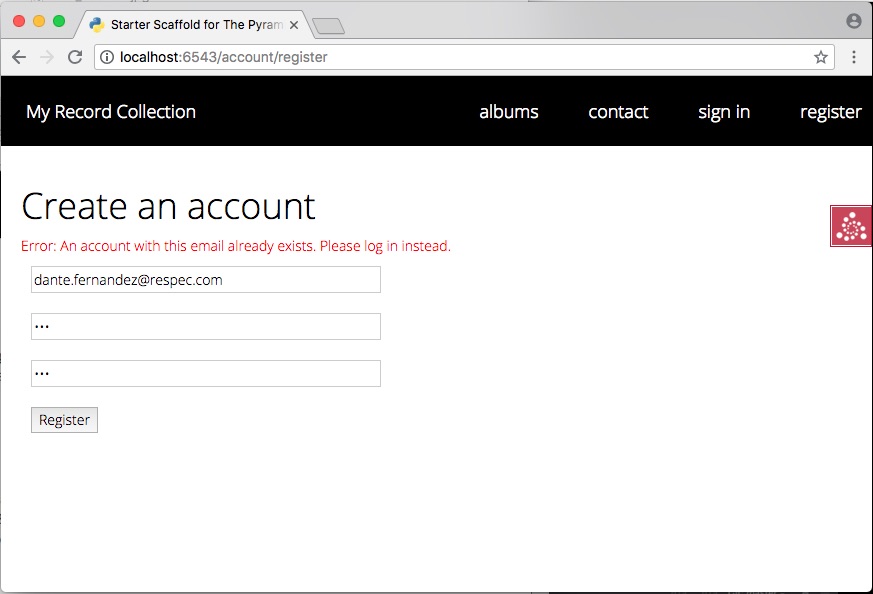 Starter Scaffold for The Pyram
localhost:6543/account/register
My Record Collection albums contact sign in register
Create an account
Error: An account with this email already exists. Please log in instead.
dante.fernandez@respec.com
•••
•••
Register